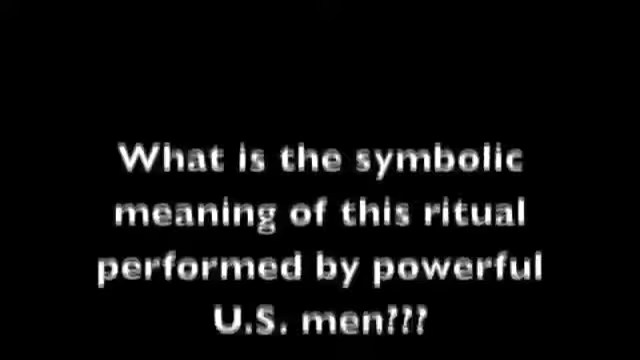 What is the symbolic
meaning of this ritual
performed by powerful
U.S. men???